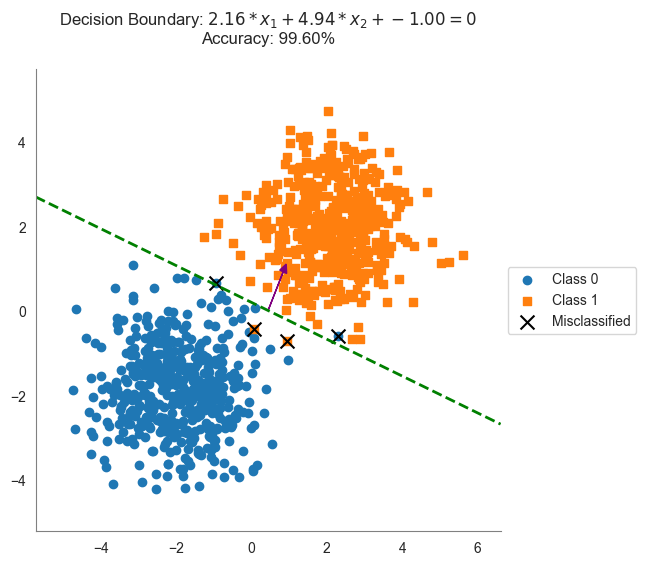 Decision Boundary: 2.16 * x₁ + 4.94 * x₂ + −1.00 = 0
Accuracy: 99.60%
4
2
0
−2
−4
Class 0
Class 1
Misclassified
−4 −2 0 2 4 6